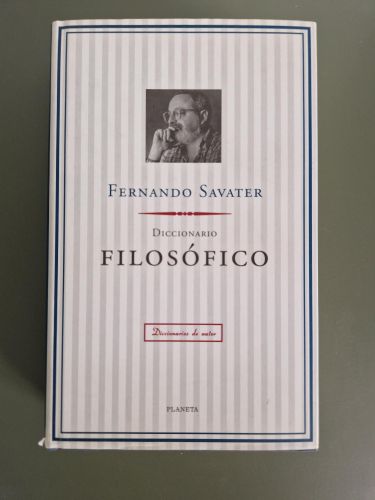 FERNANDO SAVATER
DICCIONARIO
FILOSÓFICO
Diccionarios de autor
PLANETA